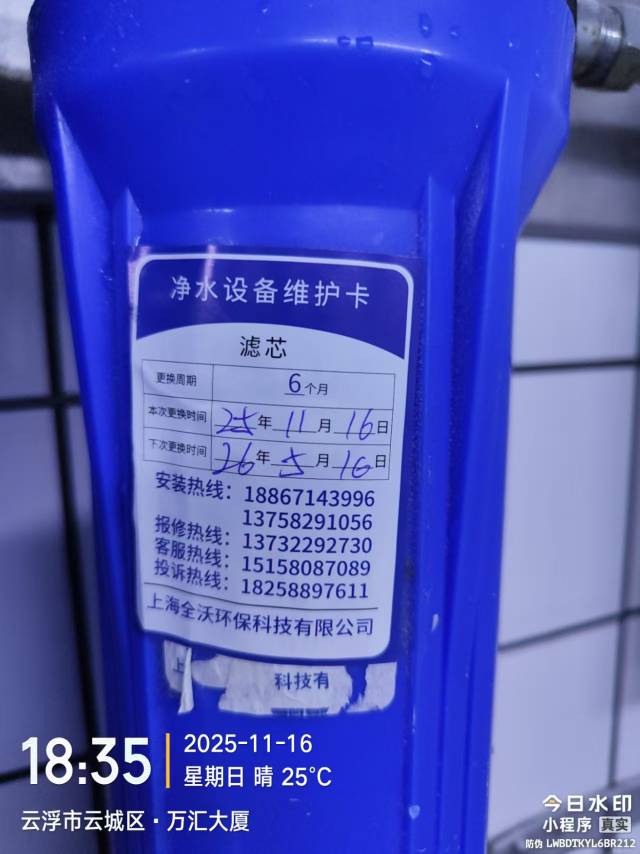 净水设备维护卡
滤芯
更换周期 6个月
本次更换时间 25年11月16日
下次更换时间 26年5月16日
安装热线：18867143996
13758291056
报修热线：13732292730
客服热线：15158087089
投诉热线：18258897611
上海全沃环保科技有限公司
上
科技有
18:35
2025-11-16
星期日 晴 25℃
云浮市云城区·万汇大厦
今日水印
小程序 真实
防伪 LWBDTKYL6BR212